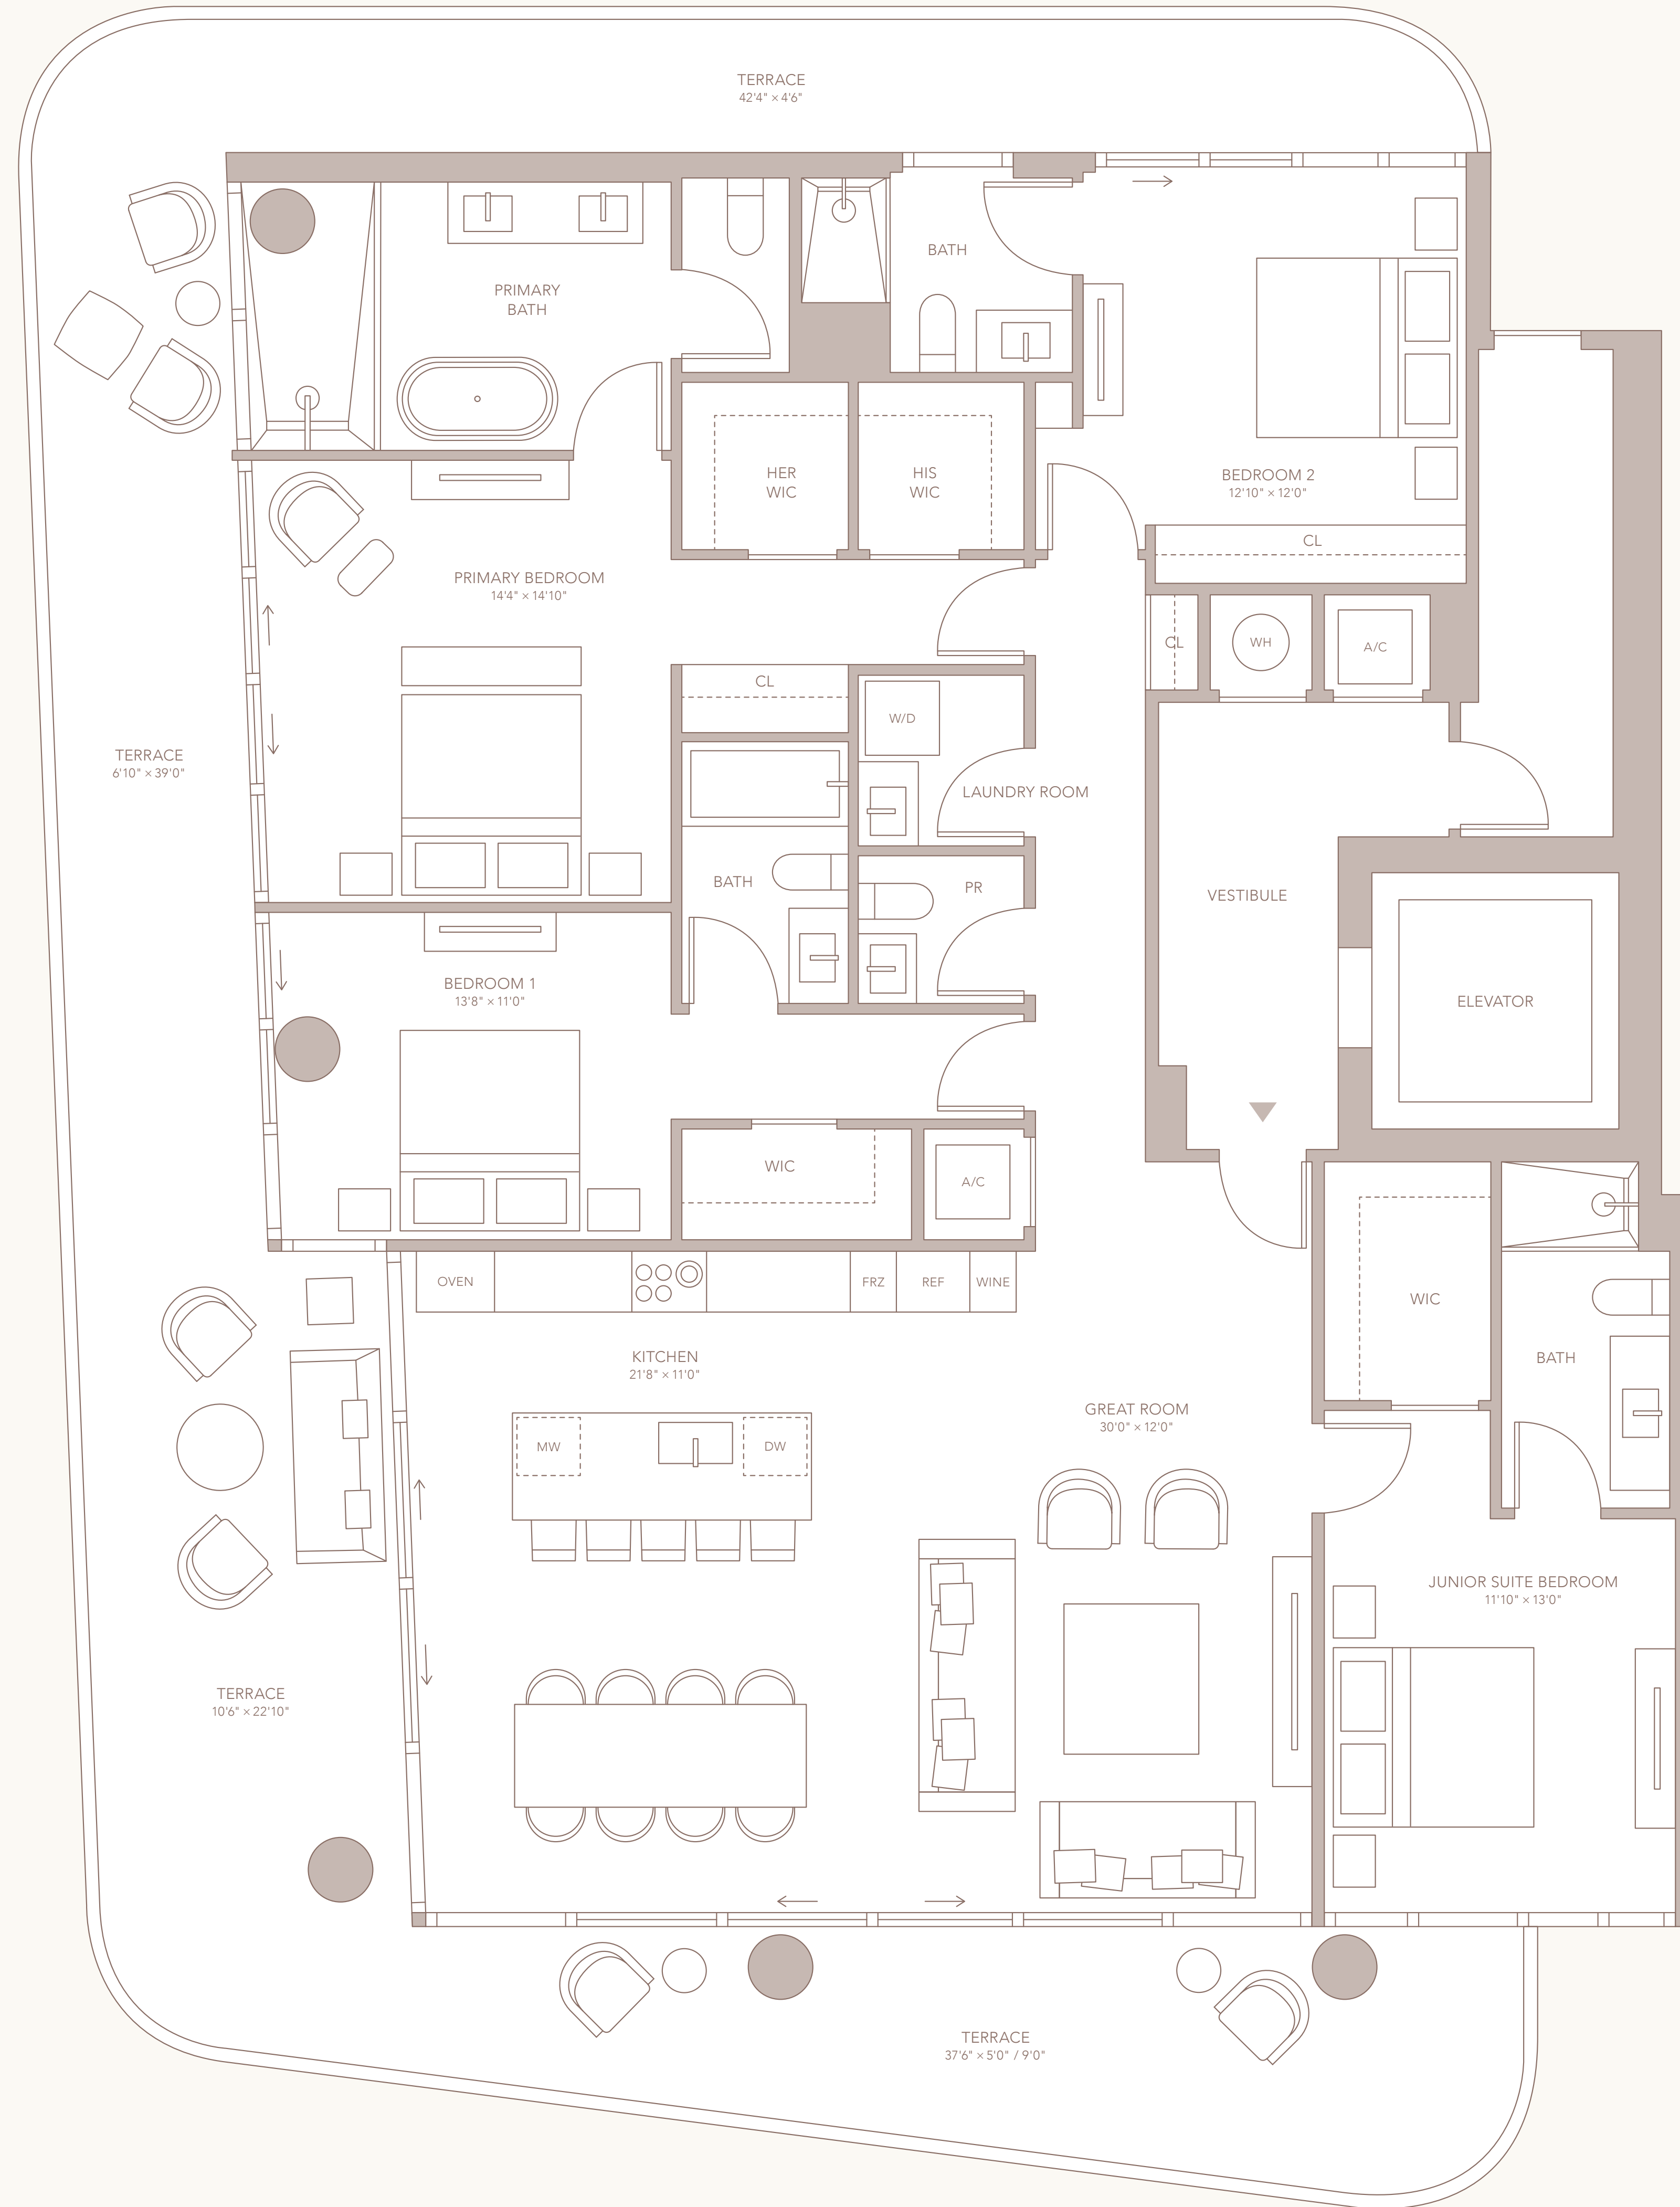 TERRACE
42'4" × 4'6"
BATH
PRIMARY
BATH
HER
WIC
HIS
WIC
BEDROOM 2
12'10" × 12'0"
CL
PRIMARY BEDROOM
14'4" × 14'10"
CL
WH
A/C
CL
W/D
TERRACE
6'10" × 39'0"
LAUNDRY ROOM
BATH
PR
VESTIBULE
BEDROOM 1
13'8" × 11'0"
ELEVATOR
WIC
A/C
OVEN
FRZ
REF
WINE
WIC
KITCHEN
21'8" × 11'0"
BATH
GREAT ROOM
30'0" × 12'0"
MW
DW
JUNIOR SUITE BEDROOM
11'10" × 13'0"
TERRACE
10'6" × 22'10"
TERRACE
37'6" × 5'0" / 9'0"